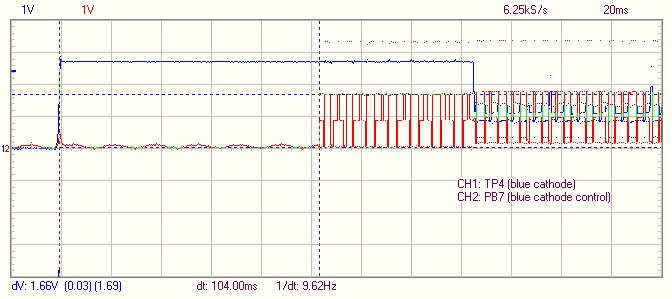 1V 1V 6.25kS/s 20ms
12
CH1: TP4 (blue cathode)
CH2: PB7 (blue cathode control)
dV: 1.66V (0.03) (1.69) dt: 104.00ms 1/dt: 9.62Hz